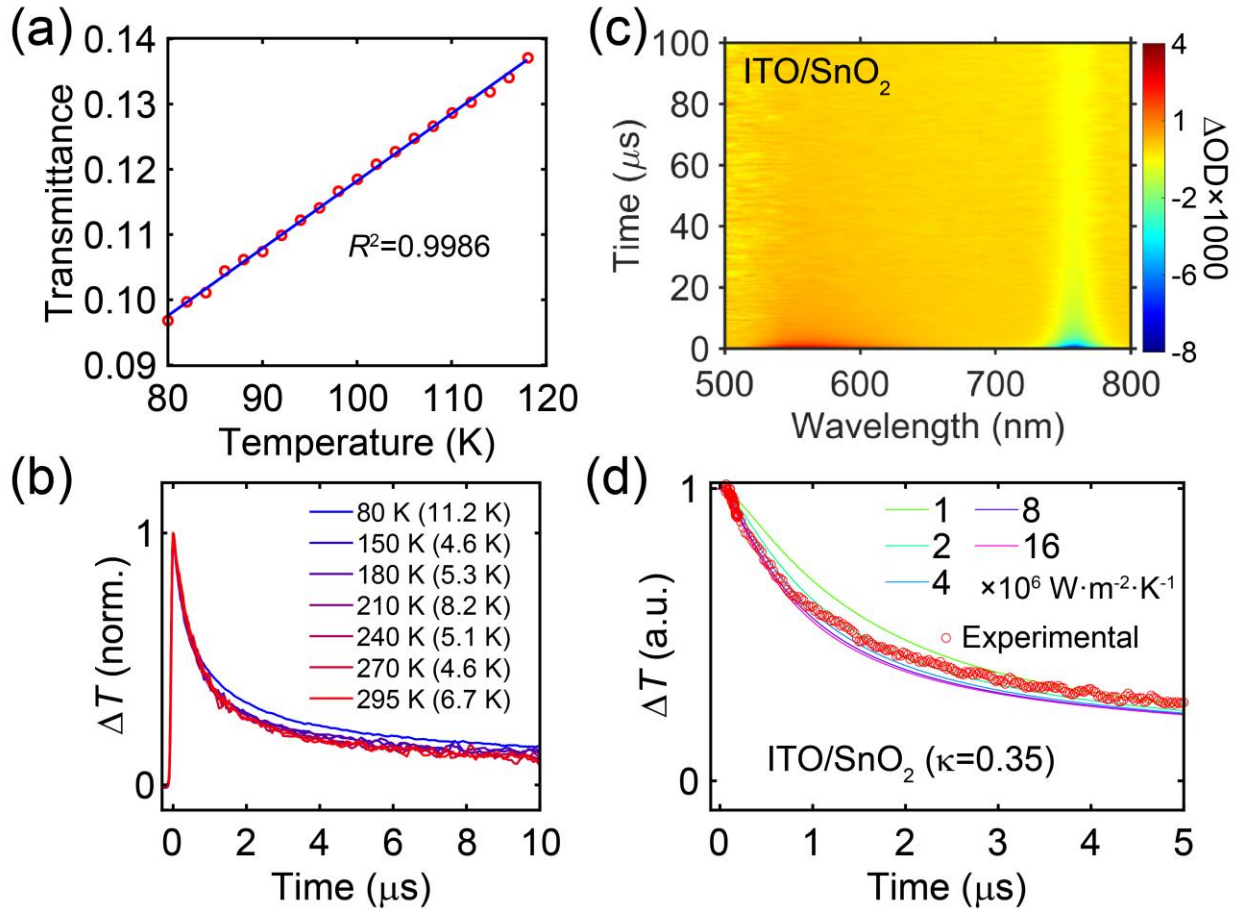 (a)
0.14
0.13
0.12
0.11
0.10
0.09
Transmittance
R²=0.9986
80 90 100 110 120
Temperature (K)
(c)
100
80
60
40
20
0
Time (μs)
ITO/SnO₂
500 600 700 800
Wavelength (nm)
4
1
-2
-6
-8
ΔOD×1000
(b)
1
0
ΔT (norm.)
80 K (11.2 K)
150 K (4.6 K)
180 K (5.3 K)
210 K (8.2 K)
240 K (5.1 K)
270 K (4.6 K)
295 K (6.7 K)
0 2 4 6 8 10
Time (μs)
(d)
1
0
ΔT (a.u.)
1 8
2 16
4 ×10⁶ W·m⁻²·K⁻¹
Experimental
ITO/SnO₂ (κ=0.35)
0 1 2 3 4 5
Time (μs)